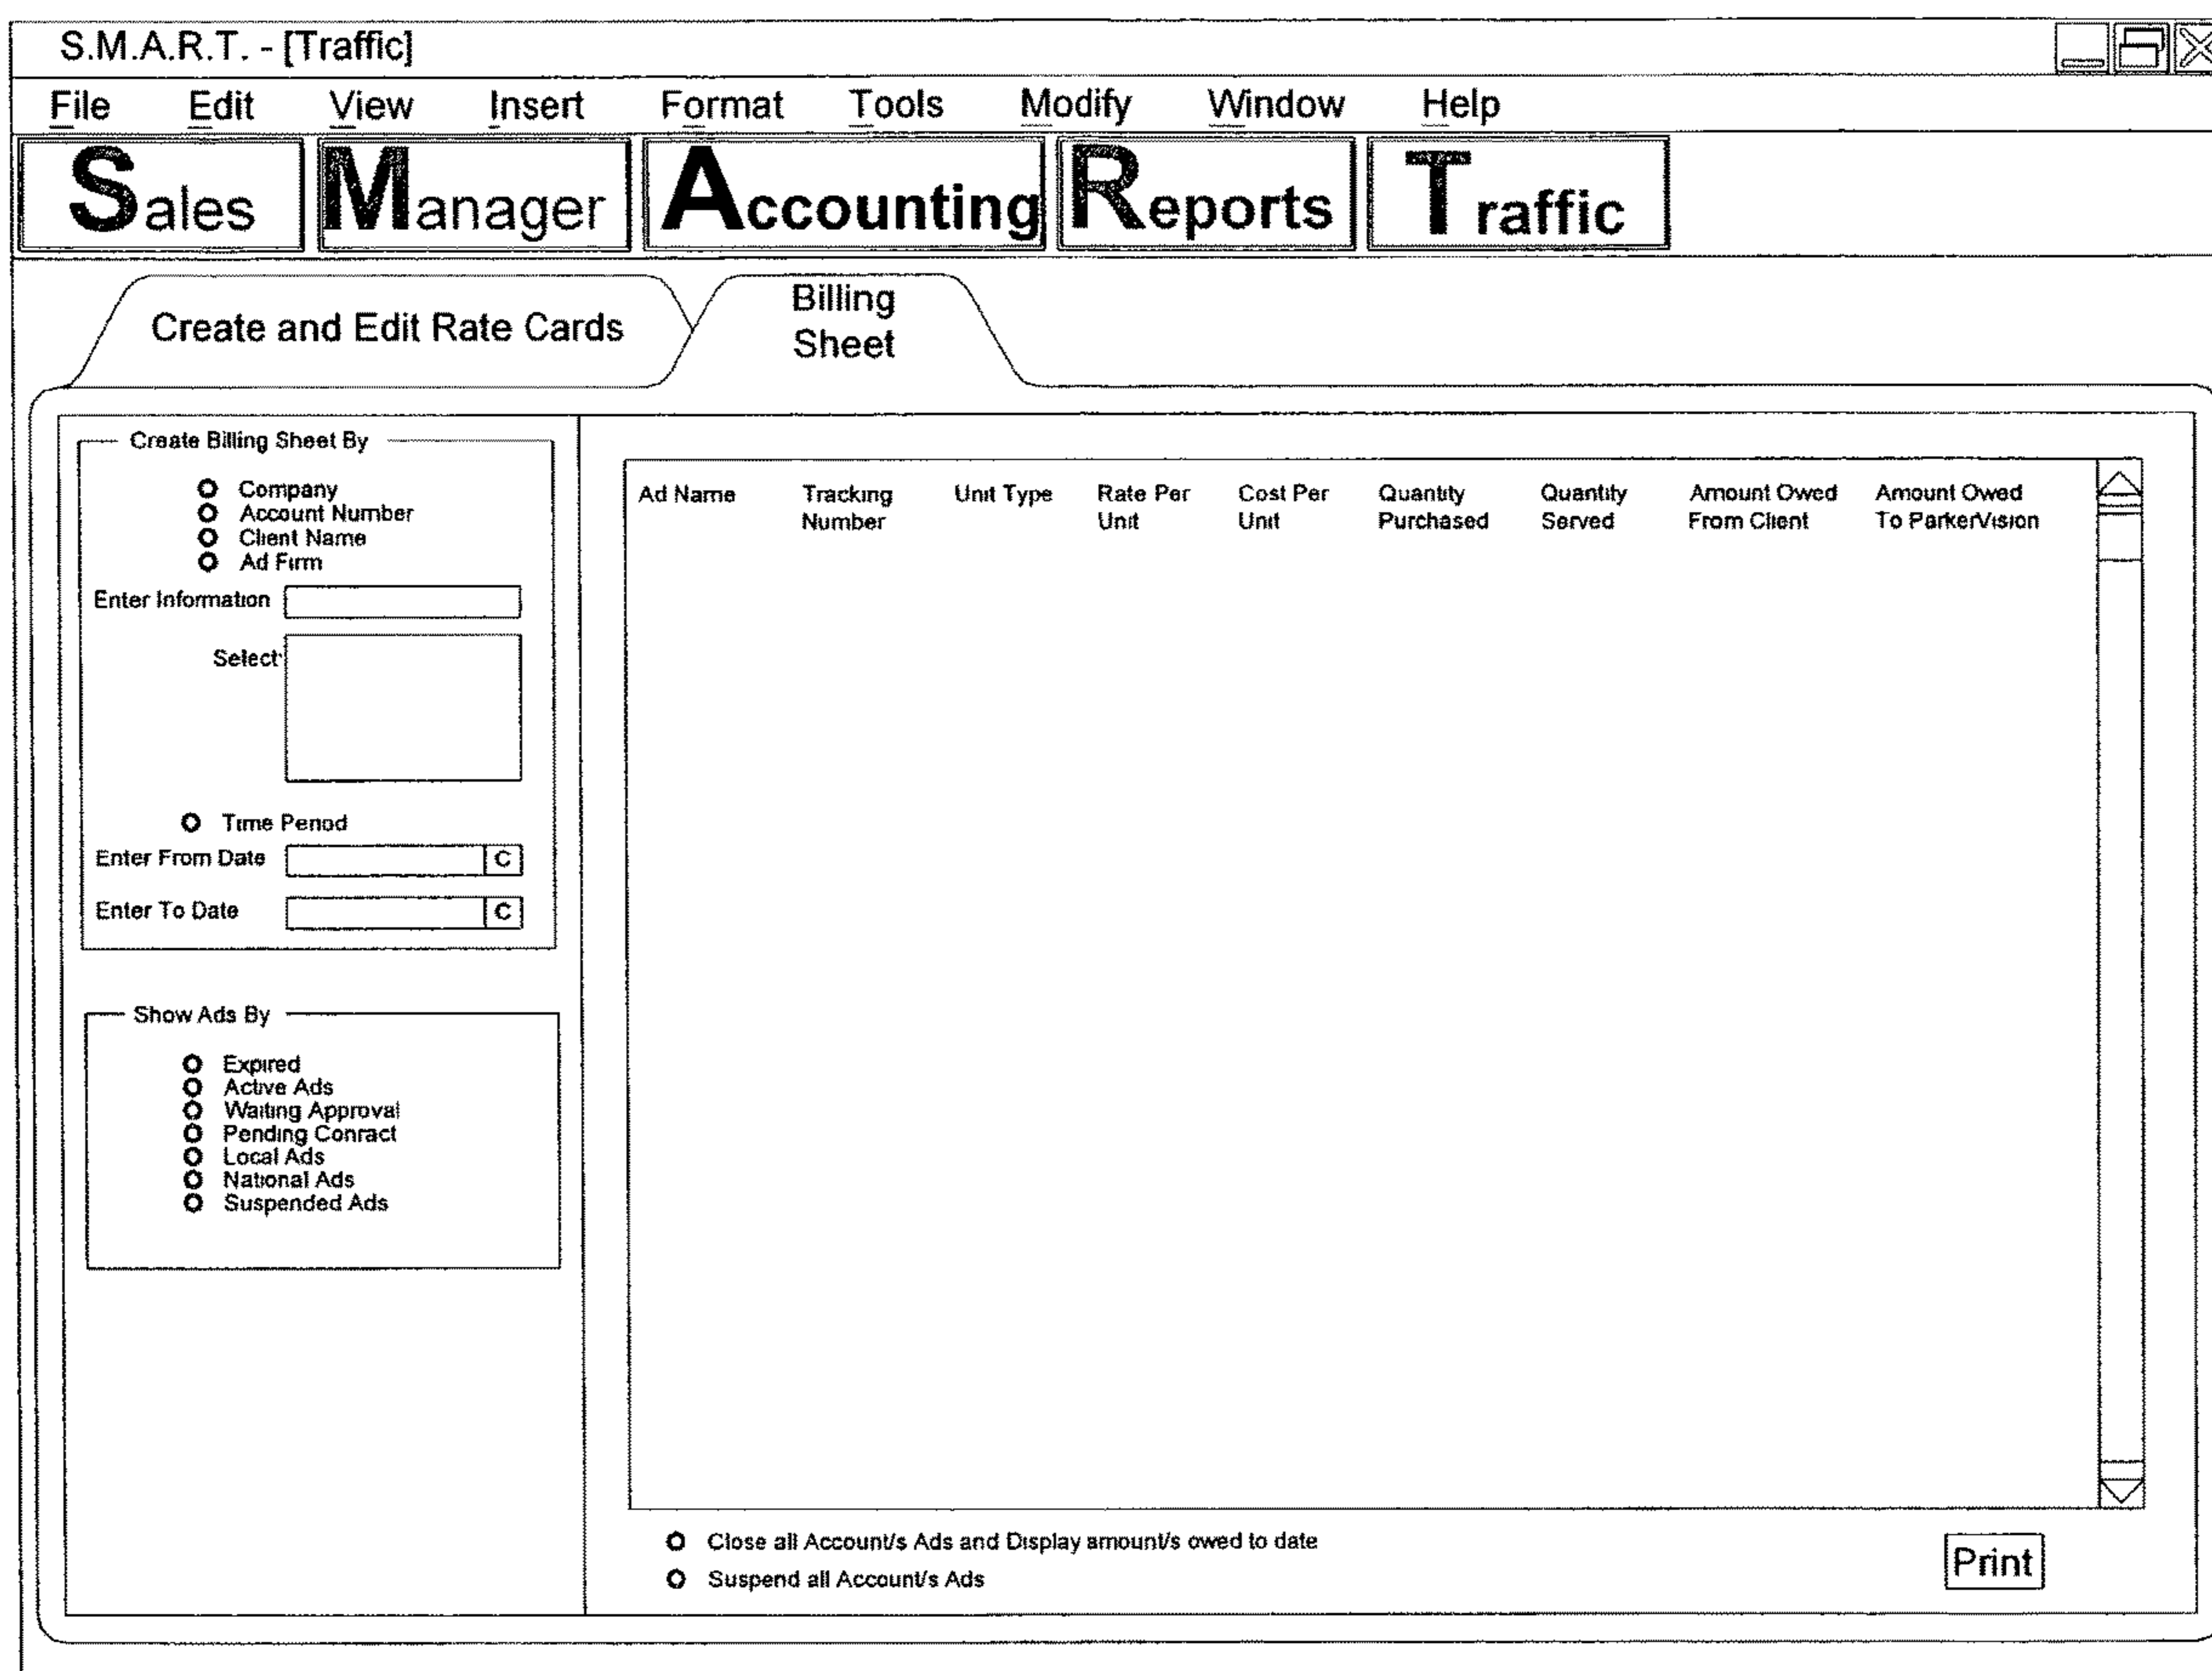 S.M.A.R.T. - [Traffic]
File Edit View Insert Format Tools Modify Window Help
Sales Manager Accounting Reports Traffic
Create and Edit Rate Cards
Billing
Sheet
Create Billing Sheet By
Company
Account Number
Client Name
Ad Firm
Enter Information
Select
Time Period
Enter From Date C
Enter To Date C
Show Ads By
Expired
Active Ads
Waiting Approval
Pending Conract
Local Ads
National Ads
Suspended Ads
Ad Name Tracking Unit Type Rate Per Cost Per Quantity Quantity Amount Owed Amount Owed
Number Unit Unit Purchased Served From Client To ParkerVision
Close all Account/s Ads and Display amount/s owed to date
Suspend all Account/s Ads
Print